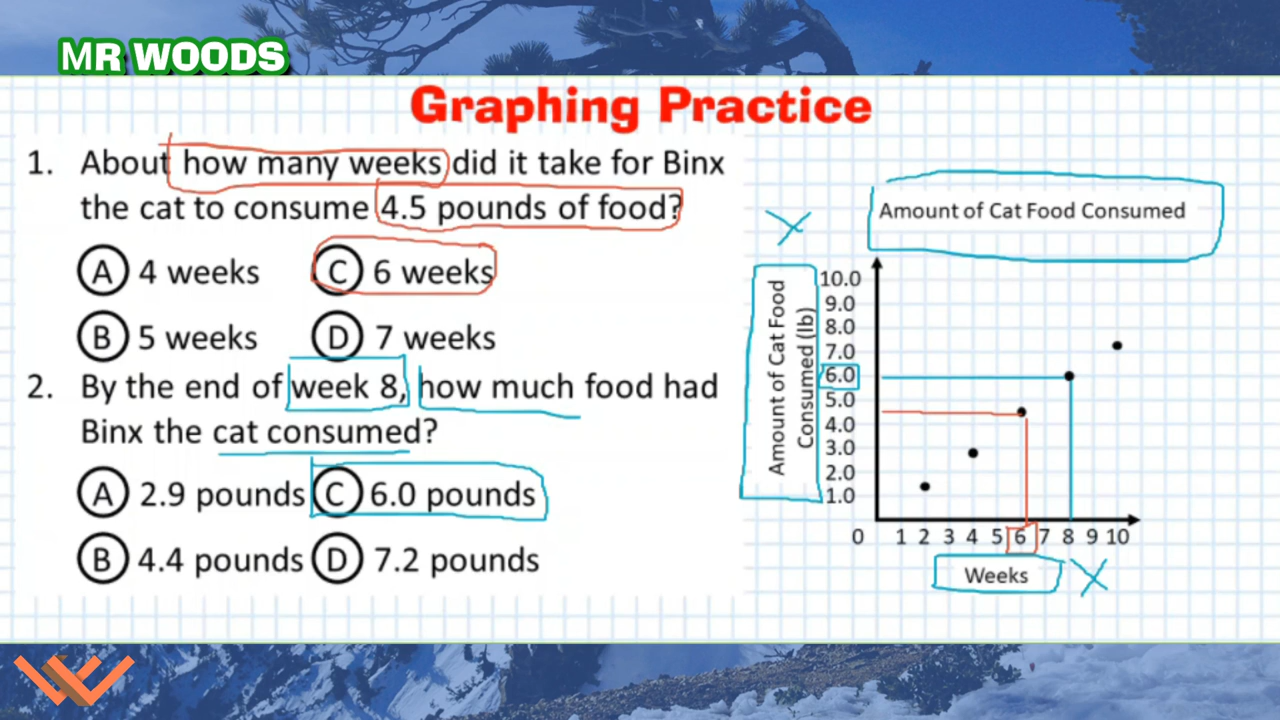 MR WOODS
Graphing Practice
1. About how many weeks did it take for Binx
the cat to consume 4.5 pounds of food?
A 4 weeks
C 6 weeks
B 5 weeks
D 7 weeks
2. By the end of week 8, how much food had
Binx the cat consumed?
A 2.9 pounds
C 6.0 pounds
B 4.4 pounds
D 7.2 pounds
Amount of Cat Food Consumed
X
Amount of Cat Food
Consumed (lb)
10.0
9.0
8.0
7.0
6.0
5.0
4.0
3.0
2.0
1.0
0 1 2 3 4 5 6 7 8 9 10
Weeks
X